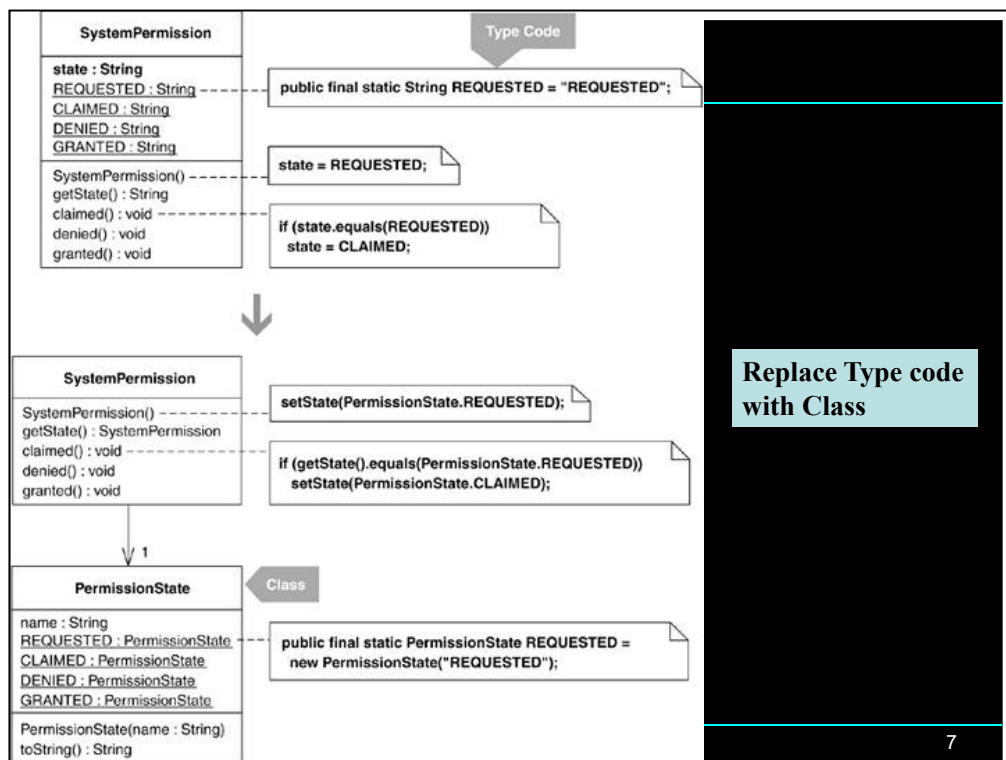 SystemPermission
Type Code
state : String
REQUESTED : String
CLAIMED : String
DENIED : String
GRANTED : String
public final static String REQUESTED = "REQUESTED";
SystemPermission()
getState() : String
claimed() : void
denied() : void
granted() : void
state = REQUESTED;
if (state.equals(REQUESTED))
state = CLAIMED;
SystemPermission
SystemPermission()
getState() : SystemPermission
claimed() : void
denied() : void
granted() : void
setState(PermissionState.REQUESTED);
if (getState().equals(PermissionState.REQUESTED))
setState(PermissionState.CLAIMED);
1
PermissionState
Class
name : String
REQUESTED : PermissionState
CLAIMED : PermissionState
DENIED : PermissionState
GRANTED : PermissionState
public final static PermissionState REQUESTED =
new PermissionState("REQUESTED");
PermissionState(name : String)
toString() : String
Replace Type code
with Class
7